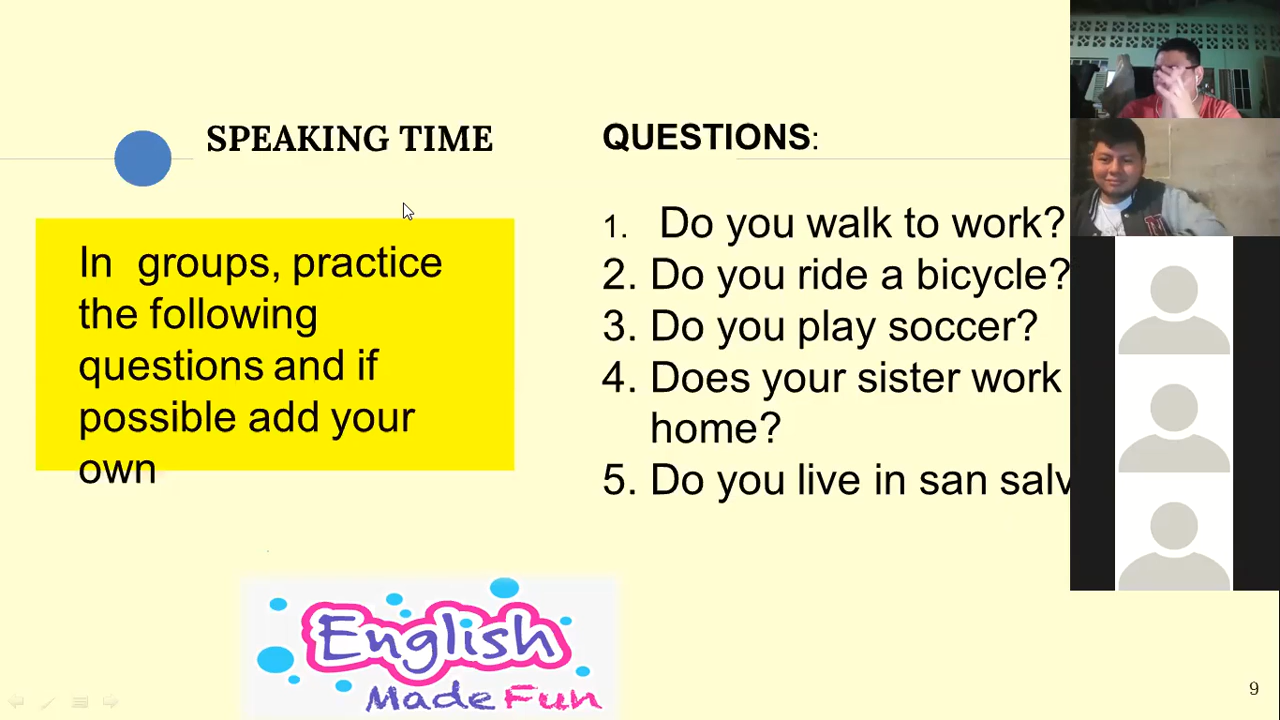 SPEAKING TIME
In groups, practice
the following
questions and if
possible add your
own
QUESTIONS:
1. Do you walk to work?
2. Do you ride a bicycle?
3. Do you play soccer?
4. Does your sister work
home?
5. Do you live in san salv
English
Made Fun
9